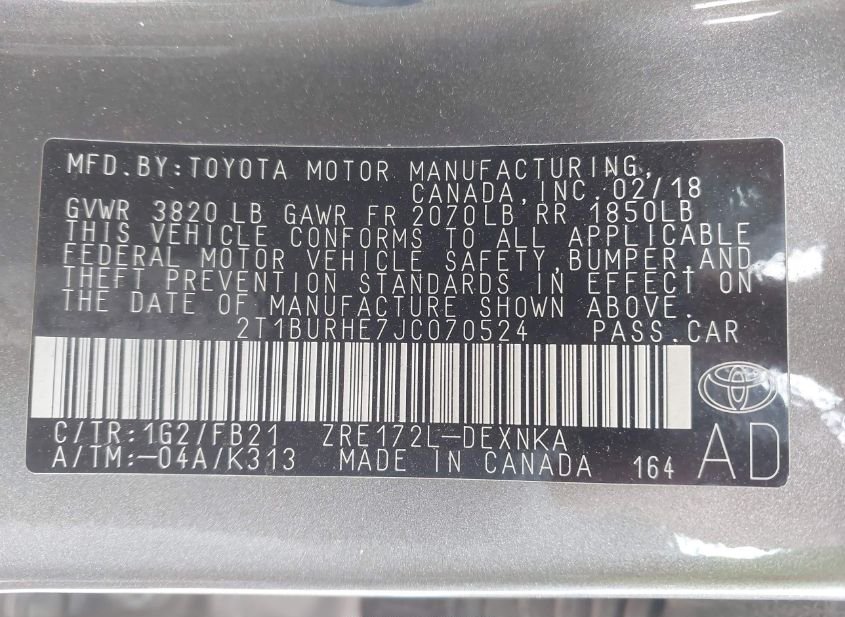 MFD.BY:TOYOTA MOTOR MANUFACTURING,
CANADA,INC.02/18
GVWR 3820 LB GAWR FR 2070LB RR 1850LB
THIS VEHICLE CONFORMS TO ALL APPLICABLE
FEDERAL MOTOR VEHICLE SAFETY,BUMPER,AND
THEFT PREVENTION STANDARDS IN EFFECT ON
THE DATE OF MANUFACTURE SHOWN ABOVE.
2T1BURHE7JC070524 PASS.CAR
C/TR:1G2/FB21 ZRE172L-DEXNKA
A/TM:-04A/K313 MADE IN CANADA 164 AD